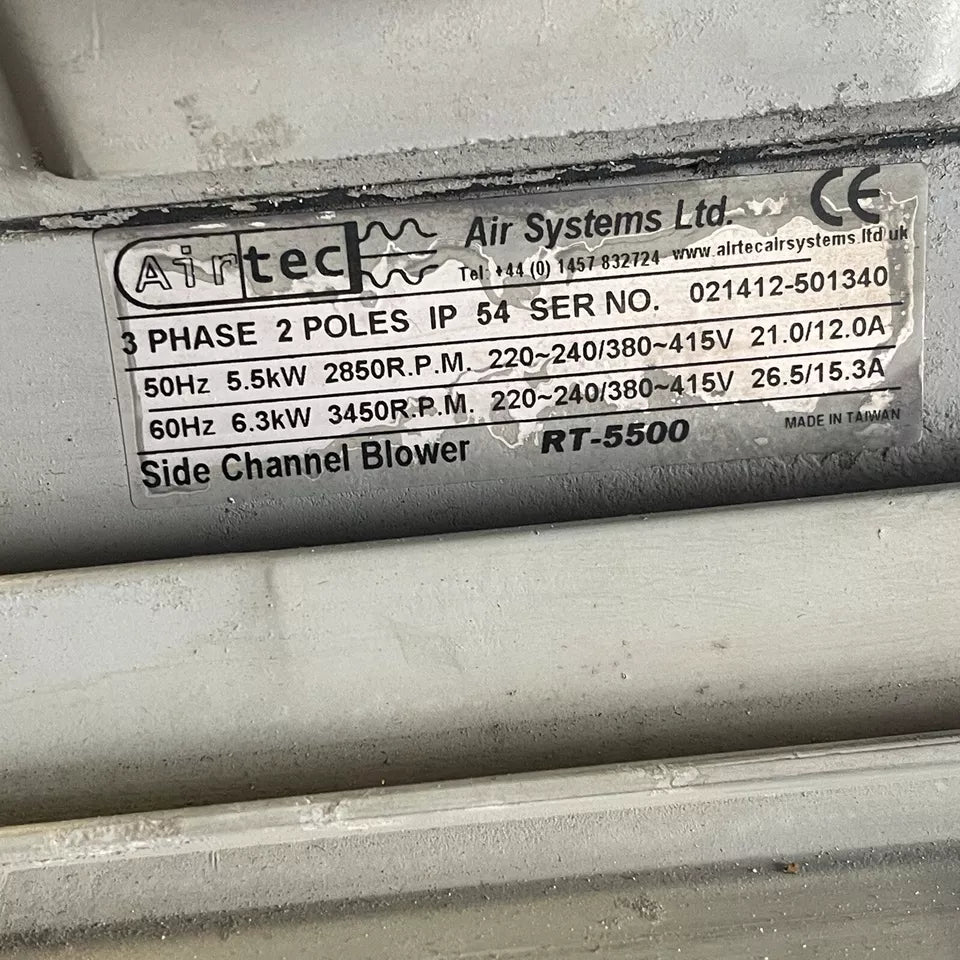 Airtec Air Systems Ltd. CE
Tel: +44 (0) 1457 832724 www.airtecairsystems.ltd.uk
3 PHASE 2 POLES IP 54 SER NO. 021412-501340
50Hz 5.5kW 2850R.P.M. 220~240/380~415V 21.0/12.0A
60Hz 6.3kW 3450R.P.M. 220~240/380~415V 26.5/15.3A
Side Channel Blower RT-5500 MADE IN TAIWAN